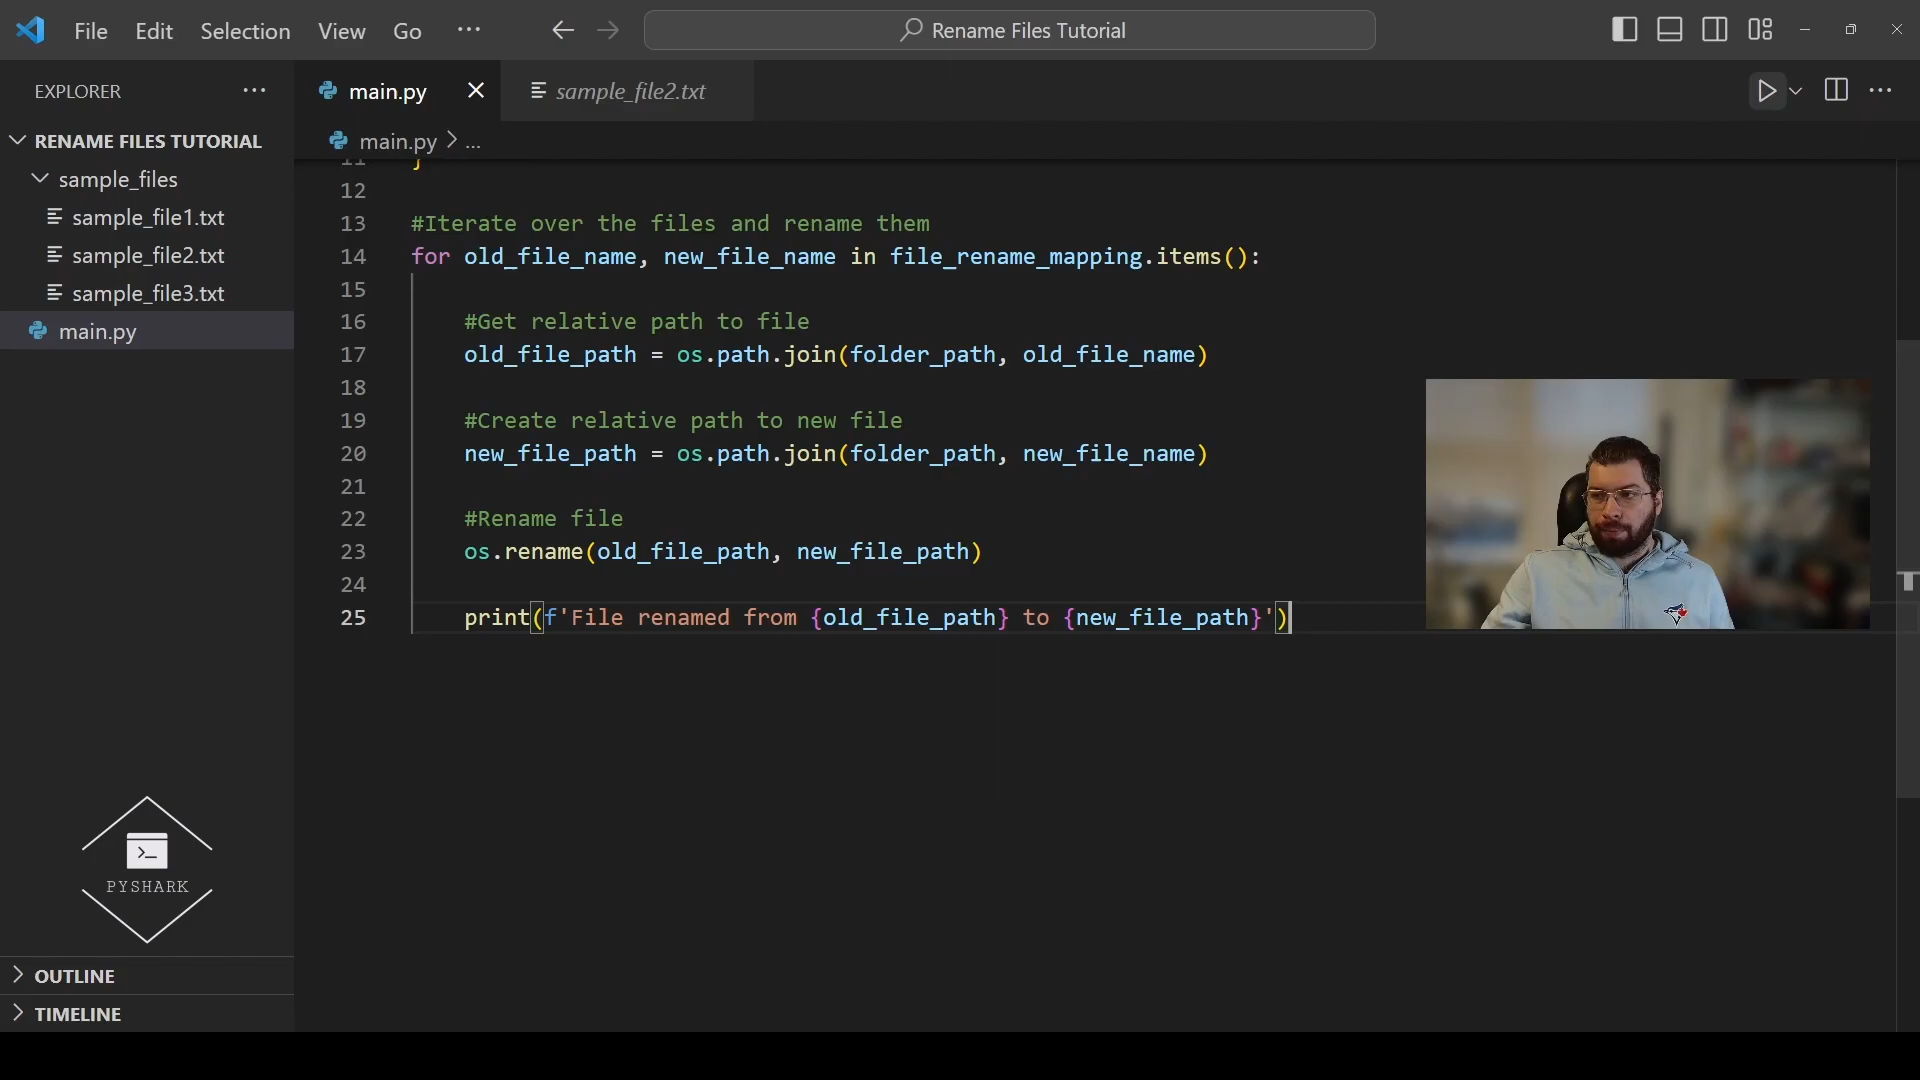 File Edit Selection View Go ...
Rename Files Tutorial
EXPLORER ...
main.py
sample_file2.txt
RENAME FILES TUTORIAL
main.py > ...
sample_files
sample_file1.txt
sample_file2.txt
sample_file3.txt
main.py
11 }
12
13 #Iterate over the files and rename them
14 for old_file_name, new_file_name in file_rename_mapping.items():
15
16 #Get relative path to file
17 old_file_path = os.path.join(folder_path, old_file_name)
18
19 #Create relative path to new file
20 new_file_path = os.path.join(folder_path, new_file_name)
21
22 #Rename file
23 os.rename(old_file_path, new_file_path)
24
25 print(f'File renamed from {old_file_path} to {new_file_path}')
>_
PYSHARK
OUTLINE
TIMELINE